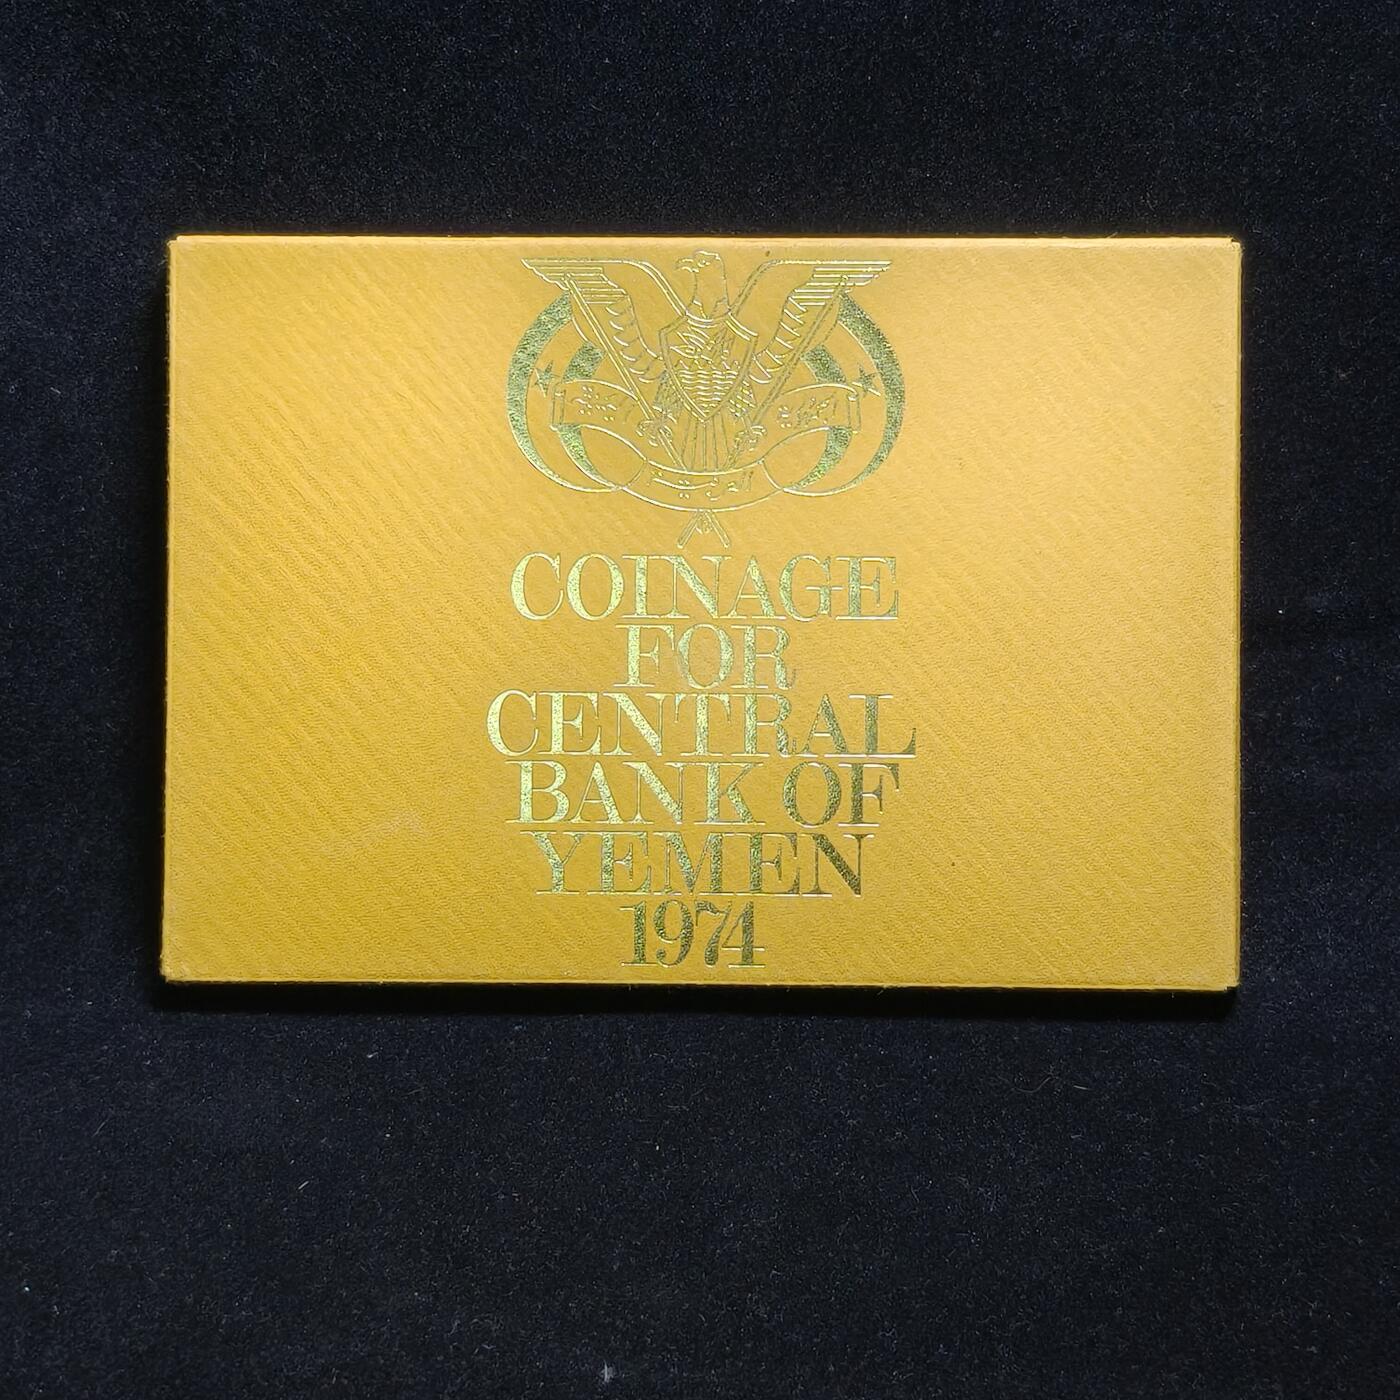 COINAGE
FOR
CENTRAL
BANK OF
YEMEN
1974